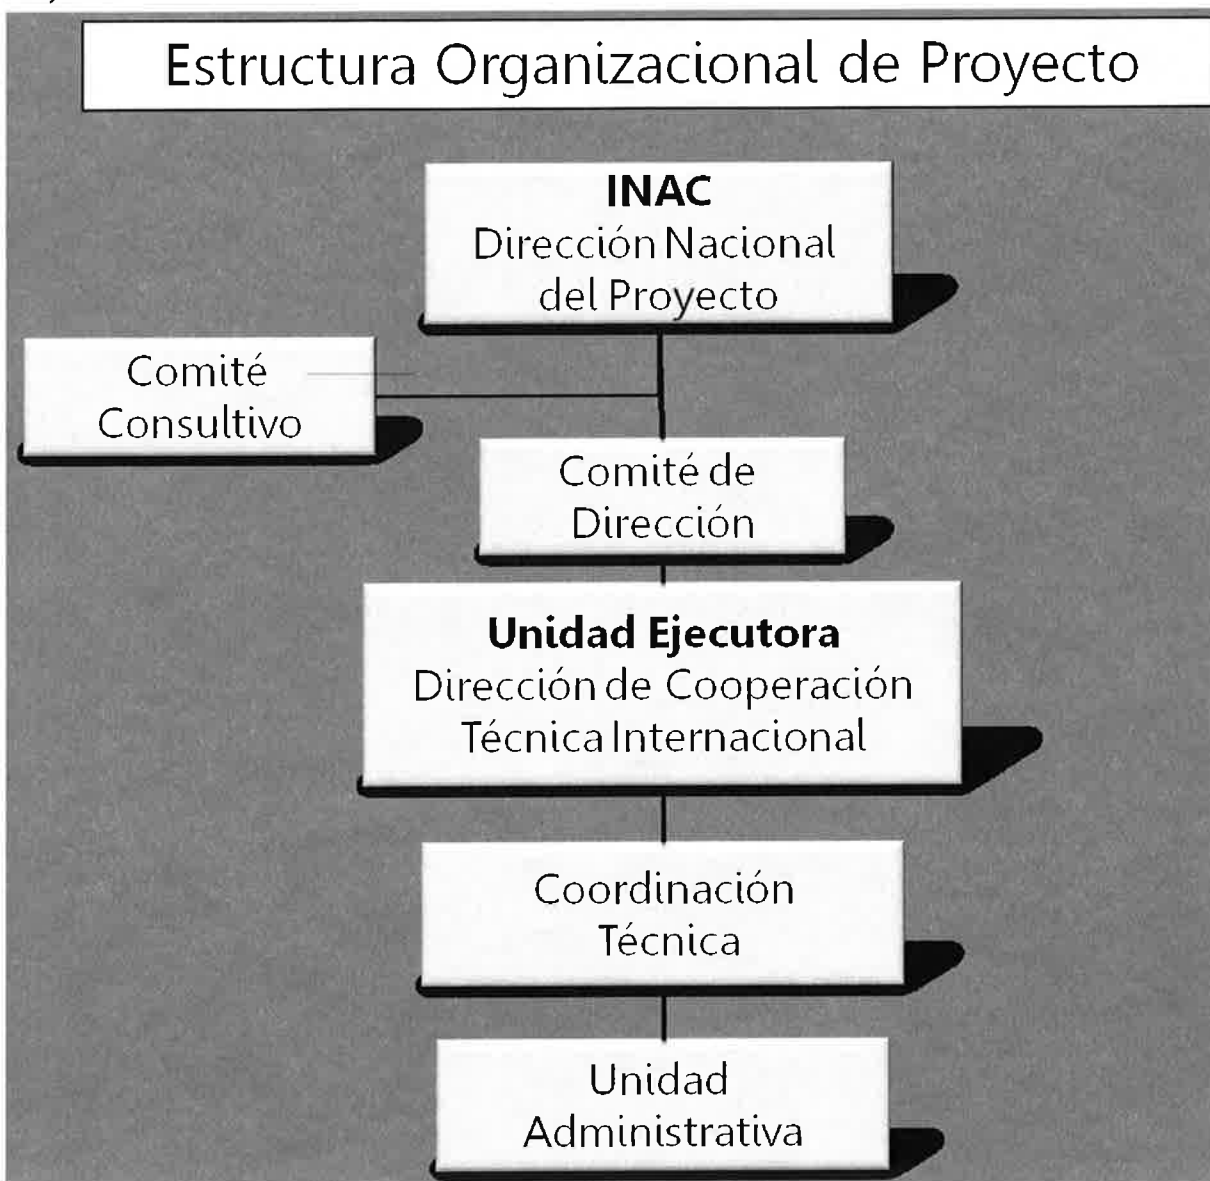 Estructura Organizacional de Proyecto
INAC
Dirección Nacional
del Proyecto
Comité
Consultivo
Comité de
Dirección
Unidad Ejecutora
Dirección de Cooperación
Técnica Internacional
Coordinación
Técnica
Unidad
Administrativa